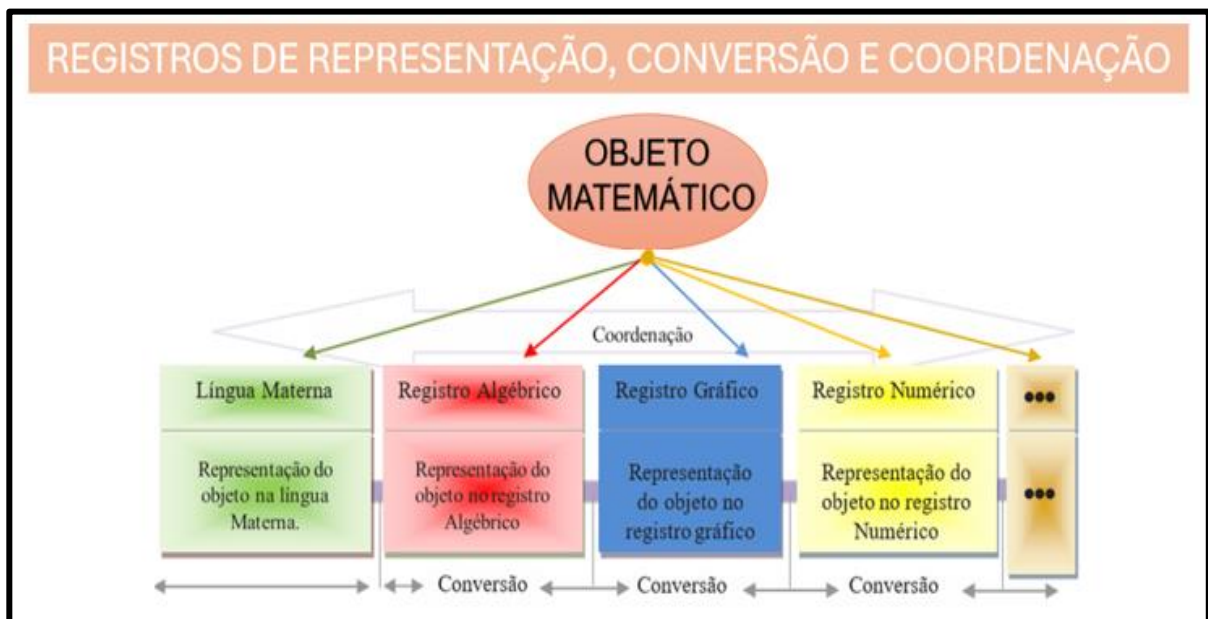 REGISTROS DE REPRESENTAÇÃO, CONVERSÃO E COORDENAÇÃO
OBJETO
MATEMÁTICO
Coordenação
Língua Materna
Registro Algébrico
Registro Gráfico
Registro Numérico
•••
Representação do
objeto na língua
Materna.
Representação do
objeto no registro
Algébrico
Representação
do objeto no
registro gráfico
Representação do
objeto no registro
Numérico
•••
Conversão
Conversão
Conversão